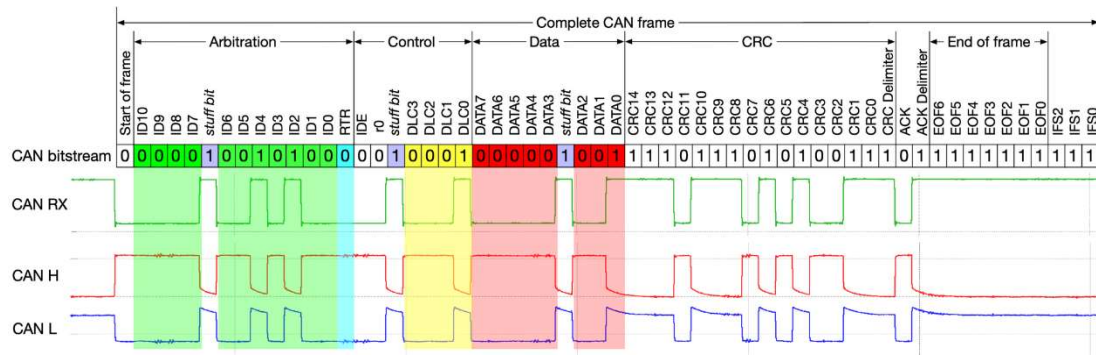 Complete CAN frame
Arbitration Control Data CRC End of frame
Start of frame ID10 ID9 ID8 ID7 stuff bit ID6 ID5 ID4 ID3 ID2 ID1 ID0 RTR IDE r0 stuff bit DLC3 DLC2 DLC1 DLC0 DATA7 DATA6 DATA5 DATA4 DATA3 stuff bit DATA2 DATA1 DATA0 CRC14 CRC13 CRC12 CRC11 CRC10 CRC9 CRC8 CRC7 CRC6 CRC5 CRC4 CRC3 CRC2 CRC1 CRC0 CRC Delimiter ACK ACK Delimiter EOF6 EOF5 EOF4 EOF3 EOF2 EOF1 EOF0 IFS2 IFS1 IFS0
CAN bitstream 0 0 0 0 0 1 0 0 1 0 1 0 0 0 0 0 1 0 0 0 1 0 0 0 0 0 1 0 0 1 1 1 1 0 1 1 1 0 1 0 1 0 0 1 1 1 0 1 1 1 1 1 1 1 1 1 1 1
CAN RX
CAN H
CAN L